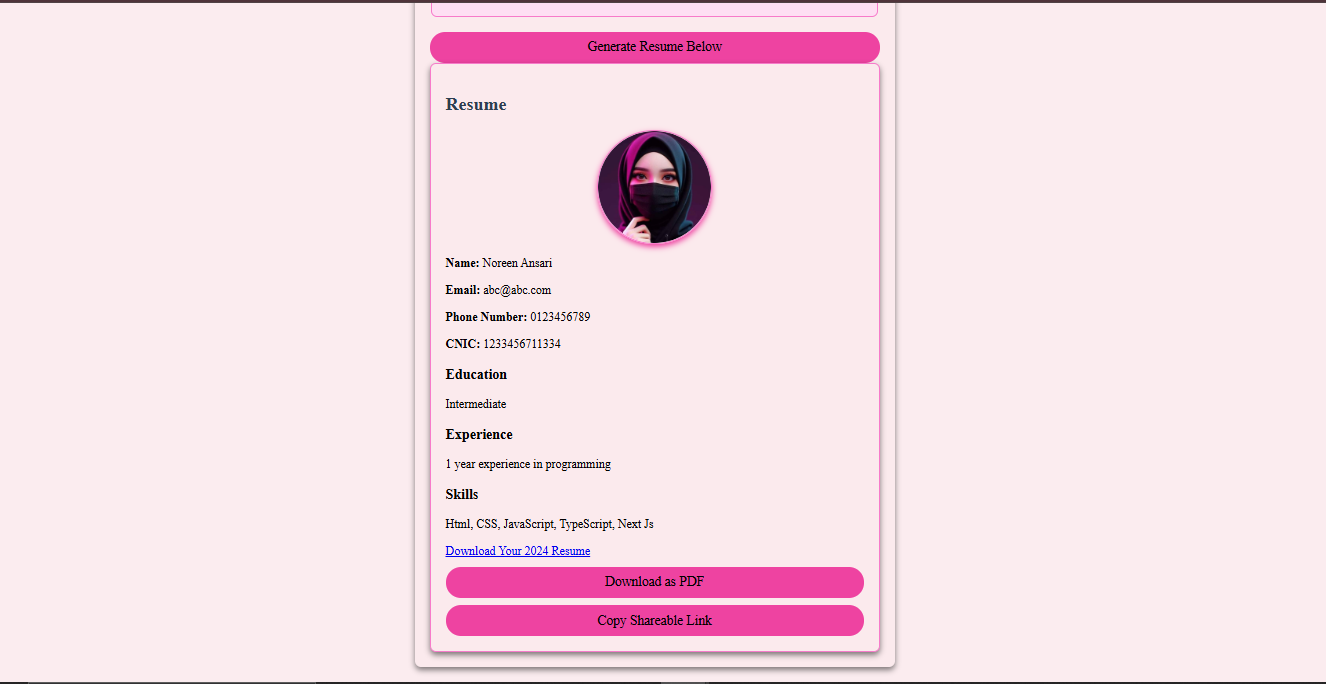 Generate Resume Below
Resume
Name: Noreen Ansari
Email: abc@abc.com
Phone Number: 0123456789
CNIC: 1233456711334
Education
Intermediate
Experience
1 year experience in programming
Skills
Html, CSS, JavaScript, TypeScript, Next Js
Download Your 2024 Resume
Download as PDF
Copy Shareable Link